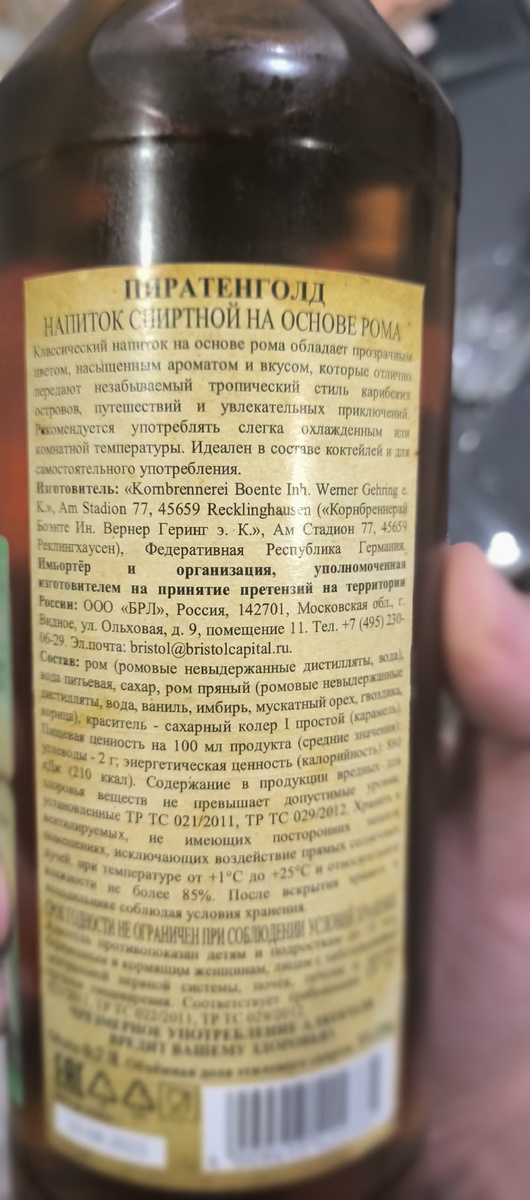 ПИРАТЕНГОЛД
НАПИТОК СПИРТНОЙ НА ОСНОВЕ РОМА
Классический напиток на основе рома обладает прозрачным
цветом, насыщенным ароматом и вкусом, которые отлично
передают незабываемый тропический стиль карибских
островов, путешествий и увлекательных приключений.
Рекомендуется употреблять слегка охлажденным или
комнатной температуры. Идеален в составе коктейлей и для
самостоятельного употребления.
Изготовитель: «Kornbrennerei Boente Inh. Werner Gehring e.
K.», Am Stadion 77, 45659 Recklinghausen («Корнбреннерай
Боэнте Ин. Вернер Геринг э. К.», Ам Стадион 77, 45659
Реклингхаусен), Федеративная Республика Германия.
Импортёр и организация, уполномоченная
изготовителем на принятие претензий на территории
России: ООО «БРЛ», Россия, 142701, Московская обл., г.
Видное, ул. Ольховая, д. 9, помещение 11. Тел. +7 (495) 230-
06-29. Эл.почта: bristol@bristolcapital.ru.
Состав: ром (ромовые невыдержанные дистилляты, вода),
вода питьевая, сахар, ром пряный (ромовые невыдержанные
дистилляты, вода, ваниль, имбирь, мускатный орех, гвоздика,
корица), краситель - сахарный колер I простой (карамель).
Пищевая ценность на 100 мл продукта (средние значения):
углеводы - 2 г; энергетическая ценность (калорийность): 880
кДж (210 ккал). Содержание в продукции вредных для
здоровья веществ не превышает допустимые уровни,
установленные ТР ТС 021/2011, ТР ТС 029/2012. Хранить в
вентилируемых, не имеющих посторонних
помещениях, исключающих воздействие прямых солнечных
лучей, при температуре от +1°С до +25°С и относительной
влажности не более 85%. После вскрытия хранить в
холодильнике соблюдая условия хранения.
СРОК ГОДНОСТИ НЕ ОГРАНИЧЕН ПРИ СОБЛЮДЕНИИ УСЛОВИЙ ХРАНЕНИЯ
противопоказан детям и подросткам
и кормящим женщинам,
нервной системы,
Соответствует
ТР ТС 022/2011, ТР ТС 029/2012.
ЧРЕЗМЕРНОЕ УПОТРЕБЛЕНИЕ АЛКОГОЛЯ
ВРЕДИТ ВАШЕМУ ЗДОРОВЬЮ
EAC